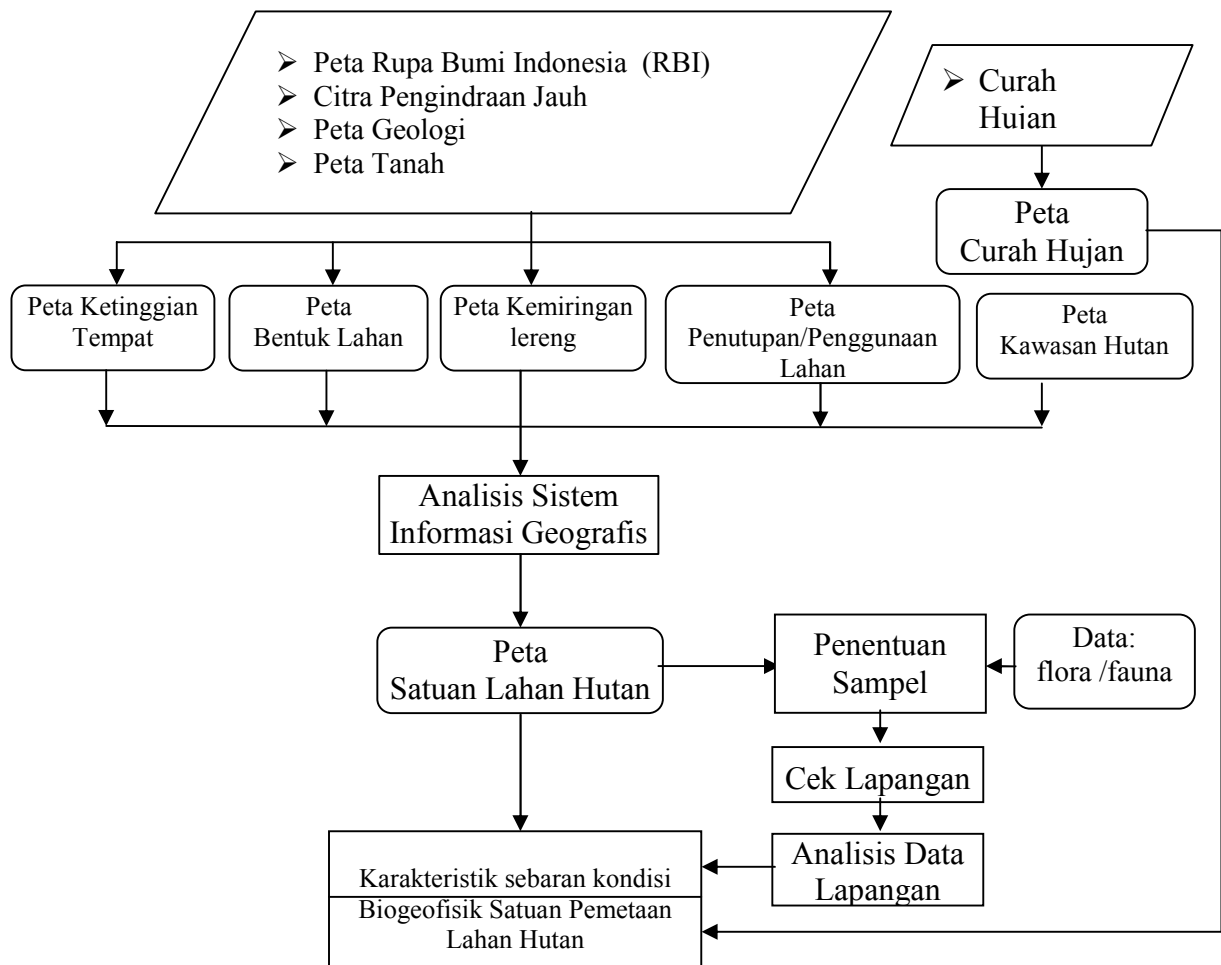 ➢ Peta Rupa Bumi Indonesia (RBI)
➢ Citra Pengindraan Jauh
➢ Peta Geologi
➢ Peta Tanah
➢ Curah
Hujan
Peta
Curah Hujan
Peta Ketinggian
Tempat
Peta
Bentuk Lahan
Peta Kemiringan
lereng
Peta
Penutupan/Penggunaan
Lahan
Peta
Kawasan Hutan
Analisis Sistem
Informasi Geografis
Peta
Satuan Lahan Hutan
Penentuan
Sampel
Data:
flora /fauna
Cek Lapangan
Analisis Data
Lapangan
Karakteristik sebaran kondisi
Biogeofisik Satuan Pemetaan
Lahan Hutan